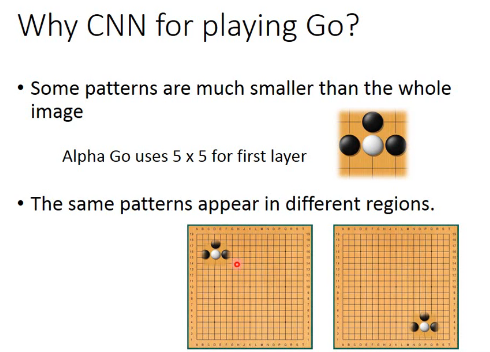 Why CNN for playing Go?
• Some patterns are much smaller than the whole
image
Alpha Go uses 5 x 5 for first layer
• The same patterns appear in different regions.